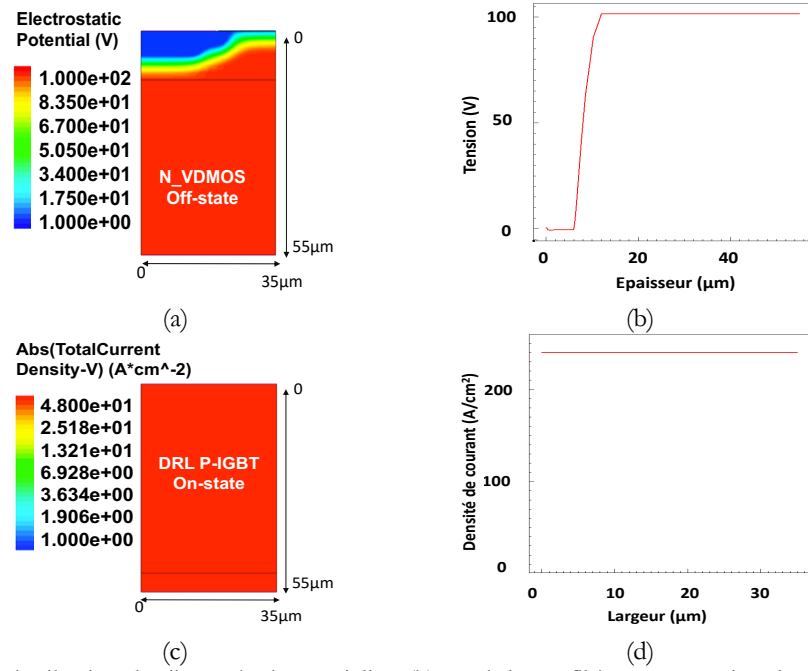 Electrostatic
Potential (V)
1.000e+02
8.350e+01
6.700e+01
5.050e+01
3.400e+01
1.750e+01
1.000e+00
N_VDMOS
Off-state
0
55µm
0
35µm
(a)
Tension (V)
100
50
0
0
20
40
Epaisseur (µm)
(b)
Abs(TotalCurrent
Density-V) (A*cm^-2)
4.800e+01
2.518e+01
1.321e+01
6.928e+00
3.634e+00
1.906e+00
1.000e+00
DRL P-IGBT
On-state
0
55µm
0
35µm
(c)
Densité de courant (A/cm²)
200
100
0
0
10
20
30
Largeur (µm)
(d)